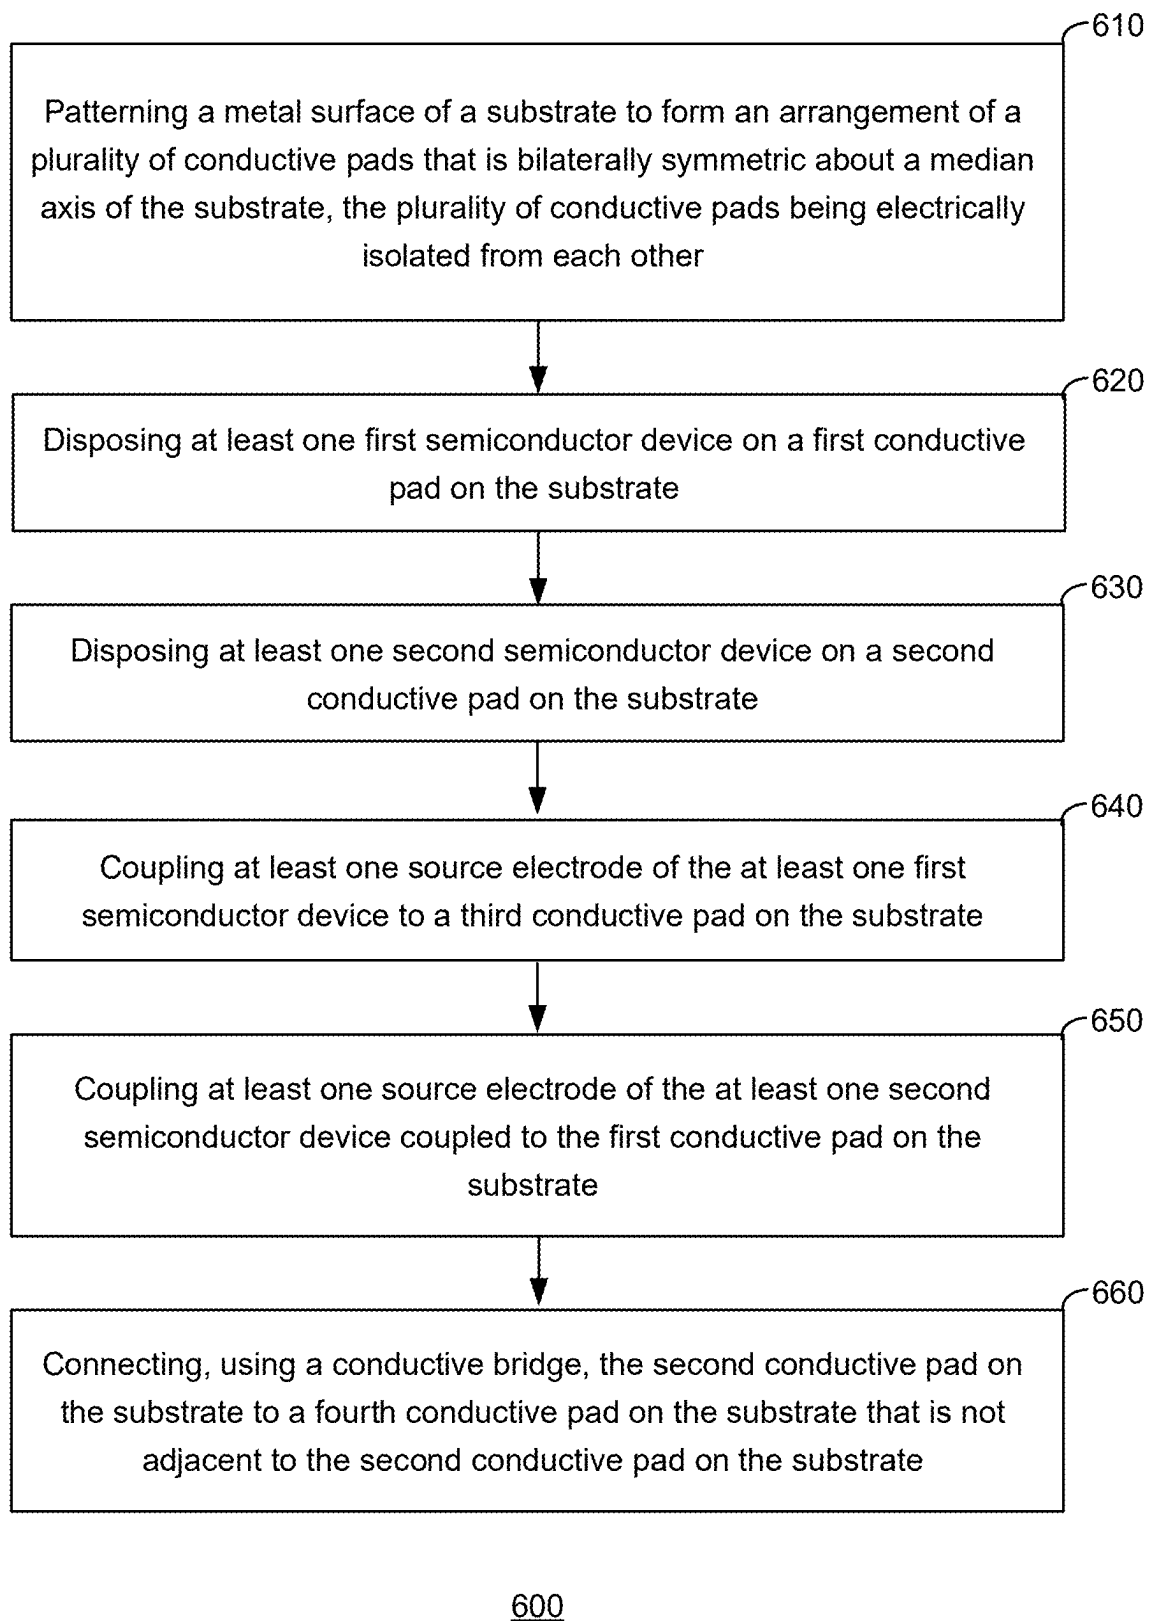 610
Patterning a metal surface of a substrate to form an arrangement of a
plurality of conductive pads that is bilaterally symmetric about a median
axis of the substrate, the plurality of conductive pads being electrically
isolated from each other
620
Disposing at least one first semiconductor device on a first conductive
pad on the substrate
630
Disposing at least one second semiconductor device on a second
conductive pad on the substrate
640
Coupling at least one source electrode of the at least one first
semiconductor device to a third conductive pad on the substrate
650
Coupling at least one source electrode of the at least one second
semiconductor device coupled to the first conductive pad on the
substrate
660
Connecting, using a conductive bridge, the second conductive pad on
the substrate to a fourth conductive pad on the substrate that is not
adjacent to the second conductive pad on the substrate
600